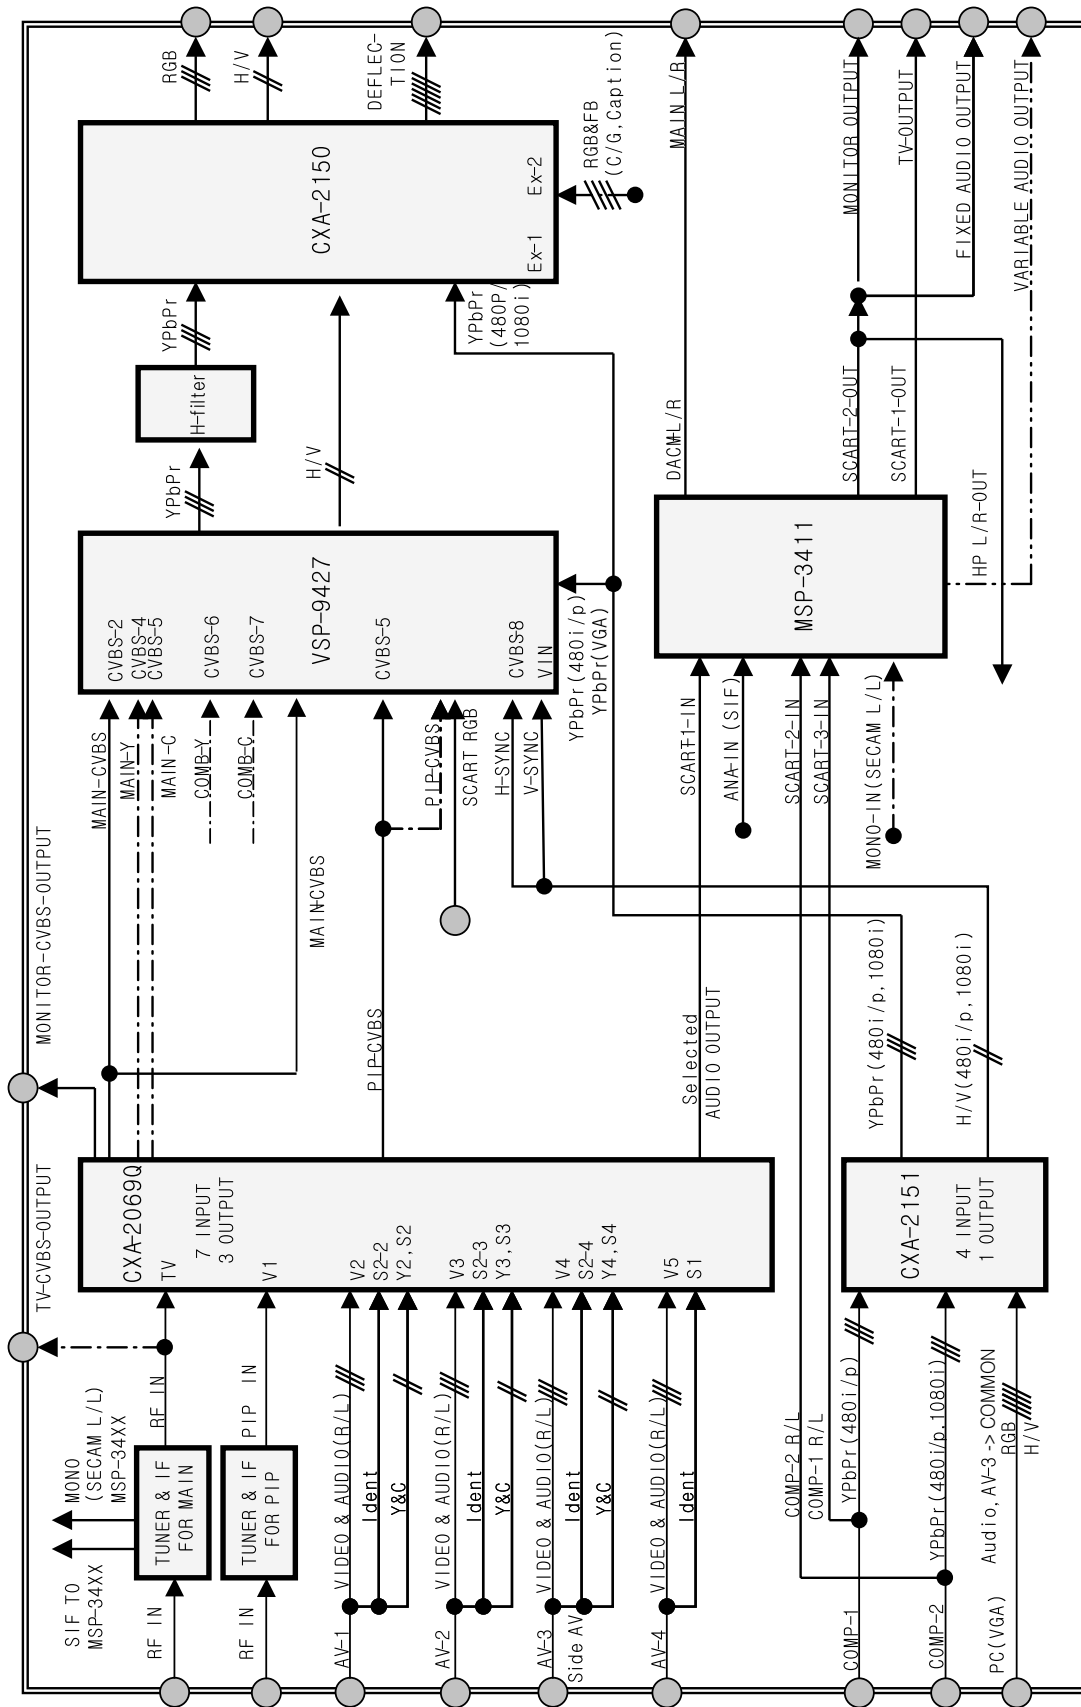 SIF TO
MSP-34XX
MONO
(SECAM L/L)
MSP-34XX
TV-CVBS-OUTPUT
MONITOR-CVBS-OUTPUT
RF IN
TUNER & IF
FOR MAIN
RF IN
RF IN
TUNER & IF
FOR PIP
PIP IN
AV-1
VIDEO & AUDIO(R/L)
Ident
Y&C
AV-2
VIDEO & AUDIO(R/L)
Ident
Y&C
AV-3
Side AV
VIDEO & AUDIO(R/L)
Ident
Y&C
AV-4
VIDEO & AUDIO(R/L)
Ident
COMP-2 R/L
COMP-1 R/L
COMP-1
YPbPr(480i/p)
COMP-2
YPbPr(480i/p,1080i)
PC(VGA)
Audio,AV-3 -> COMMON
RGB
H/V
CXA-2069Q
7 INPUT
3 OUTPUT
TV
V1
V2
S2-2
Y2,S2
V3
S2-3
Y3,S3
V4
S2-4
Y4,S4
V5
S1
CXA-2151
4 INPUT
1 OUTPUT
MAIN-CVBS
MAIN-Y
MAIN-C
COMB-Y
COMB-C
MAIN-CVBS
PIP-CVBS
PIP-CVBS
SCART RGB
H-SYNC
V-SYNC
YPbPr(480i/p)
YPbPr(VGA)
Selected
AUDIO OUTPUT
YPbPr(480i/p,1080i)
H/V(480i/p,1080i)
SCART-1-IN
ANA-IN(SIF)
SCART-2-IN
SCART-3-IN
MONO-IN(SECAM L/L)
CVBS-2
CVBS-4
CVBS-5
CVBS-6
CVBS-7
VSP-9427
CVBS-5
CVBS-8
VIN
MSP-3411
YPbPr
H-filter
YPbPr
H/V
YPbPr
(480P/
1080i)
DACM-L/R
SCART-2-OUT
SCART-1-OUT
HP L/R-OUT
CXA-2150
Ex-1
Ex-2
RGB&FB
(C/G,Caption)
RGB
H/V
DEFLEC-
TION
MAIN L/R
MONITOR OUTPUT
TV-OUTPUT
FIXED AUDIO OUTPUT
VARIABLE AUDIO OUTPUT